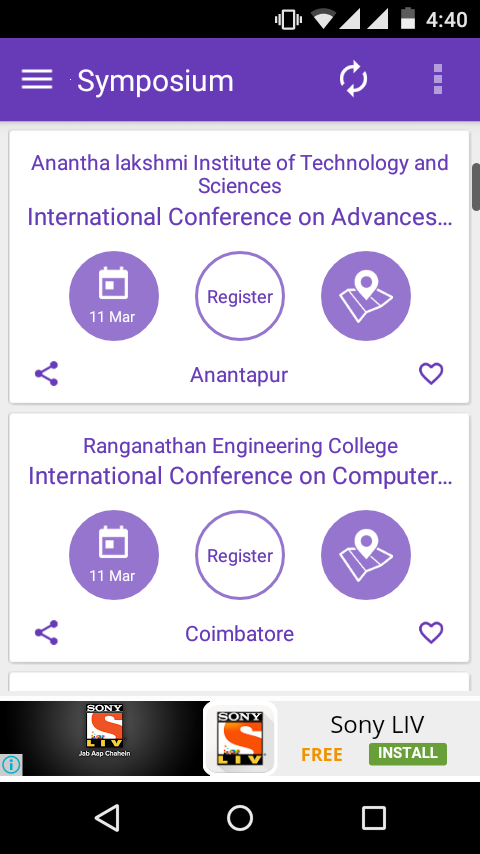 4:40
Symposium
Anantha lakshmi Institute of Technology and
Sciences
International Conference on Advances...
11 Mar
Register
Anantapur
Ranganathan Engineering College
International Conference on Computer...
11 Mar
Register
Coimbatore
SONY
S
LIV
Jab Aap Chahein
SONY
S
LIV
Sony LIV
FREE
INSTALL